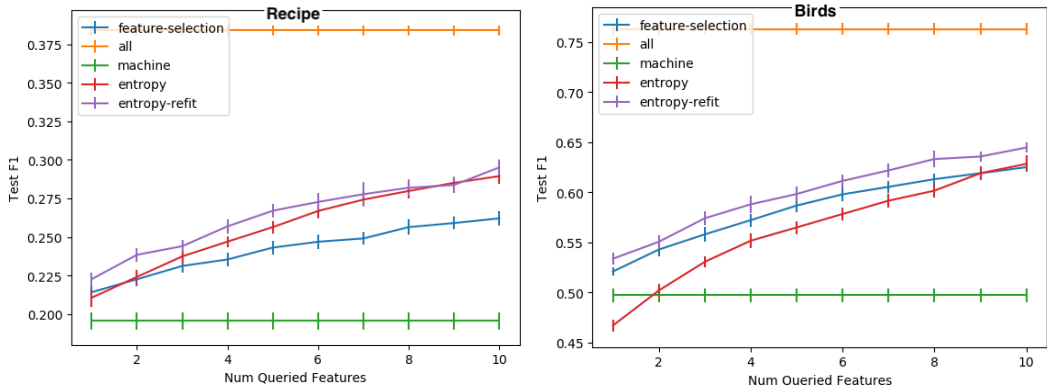 Recipe
feature-selection
all
machine
entropy
entropy-refit
0.375
0.350
0.325
0.300
0.275
0.250
0.225
0.200
Test F1
2 4 6 8 10
Num Queried Features
Birds
feature-selection
all
machine
entropy
entropy-refit
0.75
0.70
0.65
0.60
0.55
0.50
0.45
Test F1
2 4 6 8 10
Num Queried Features